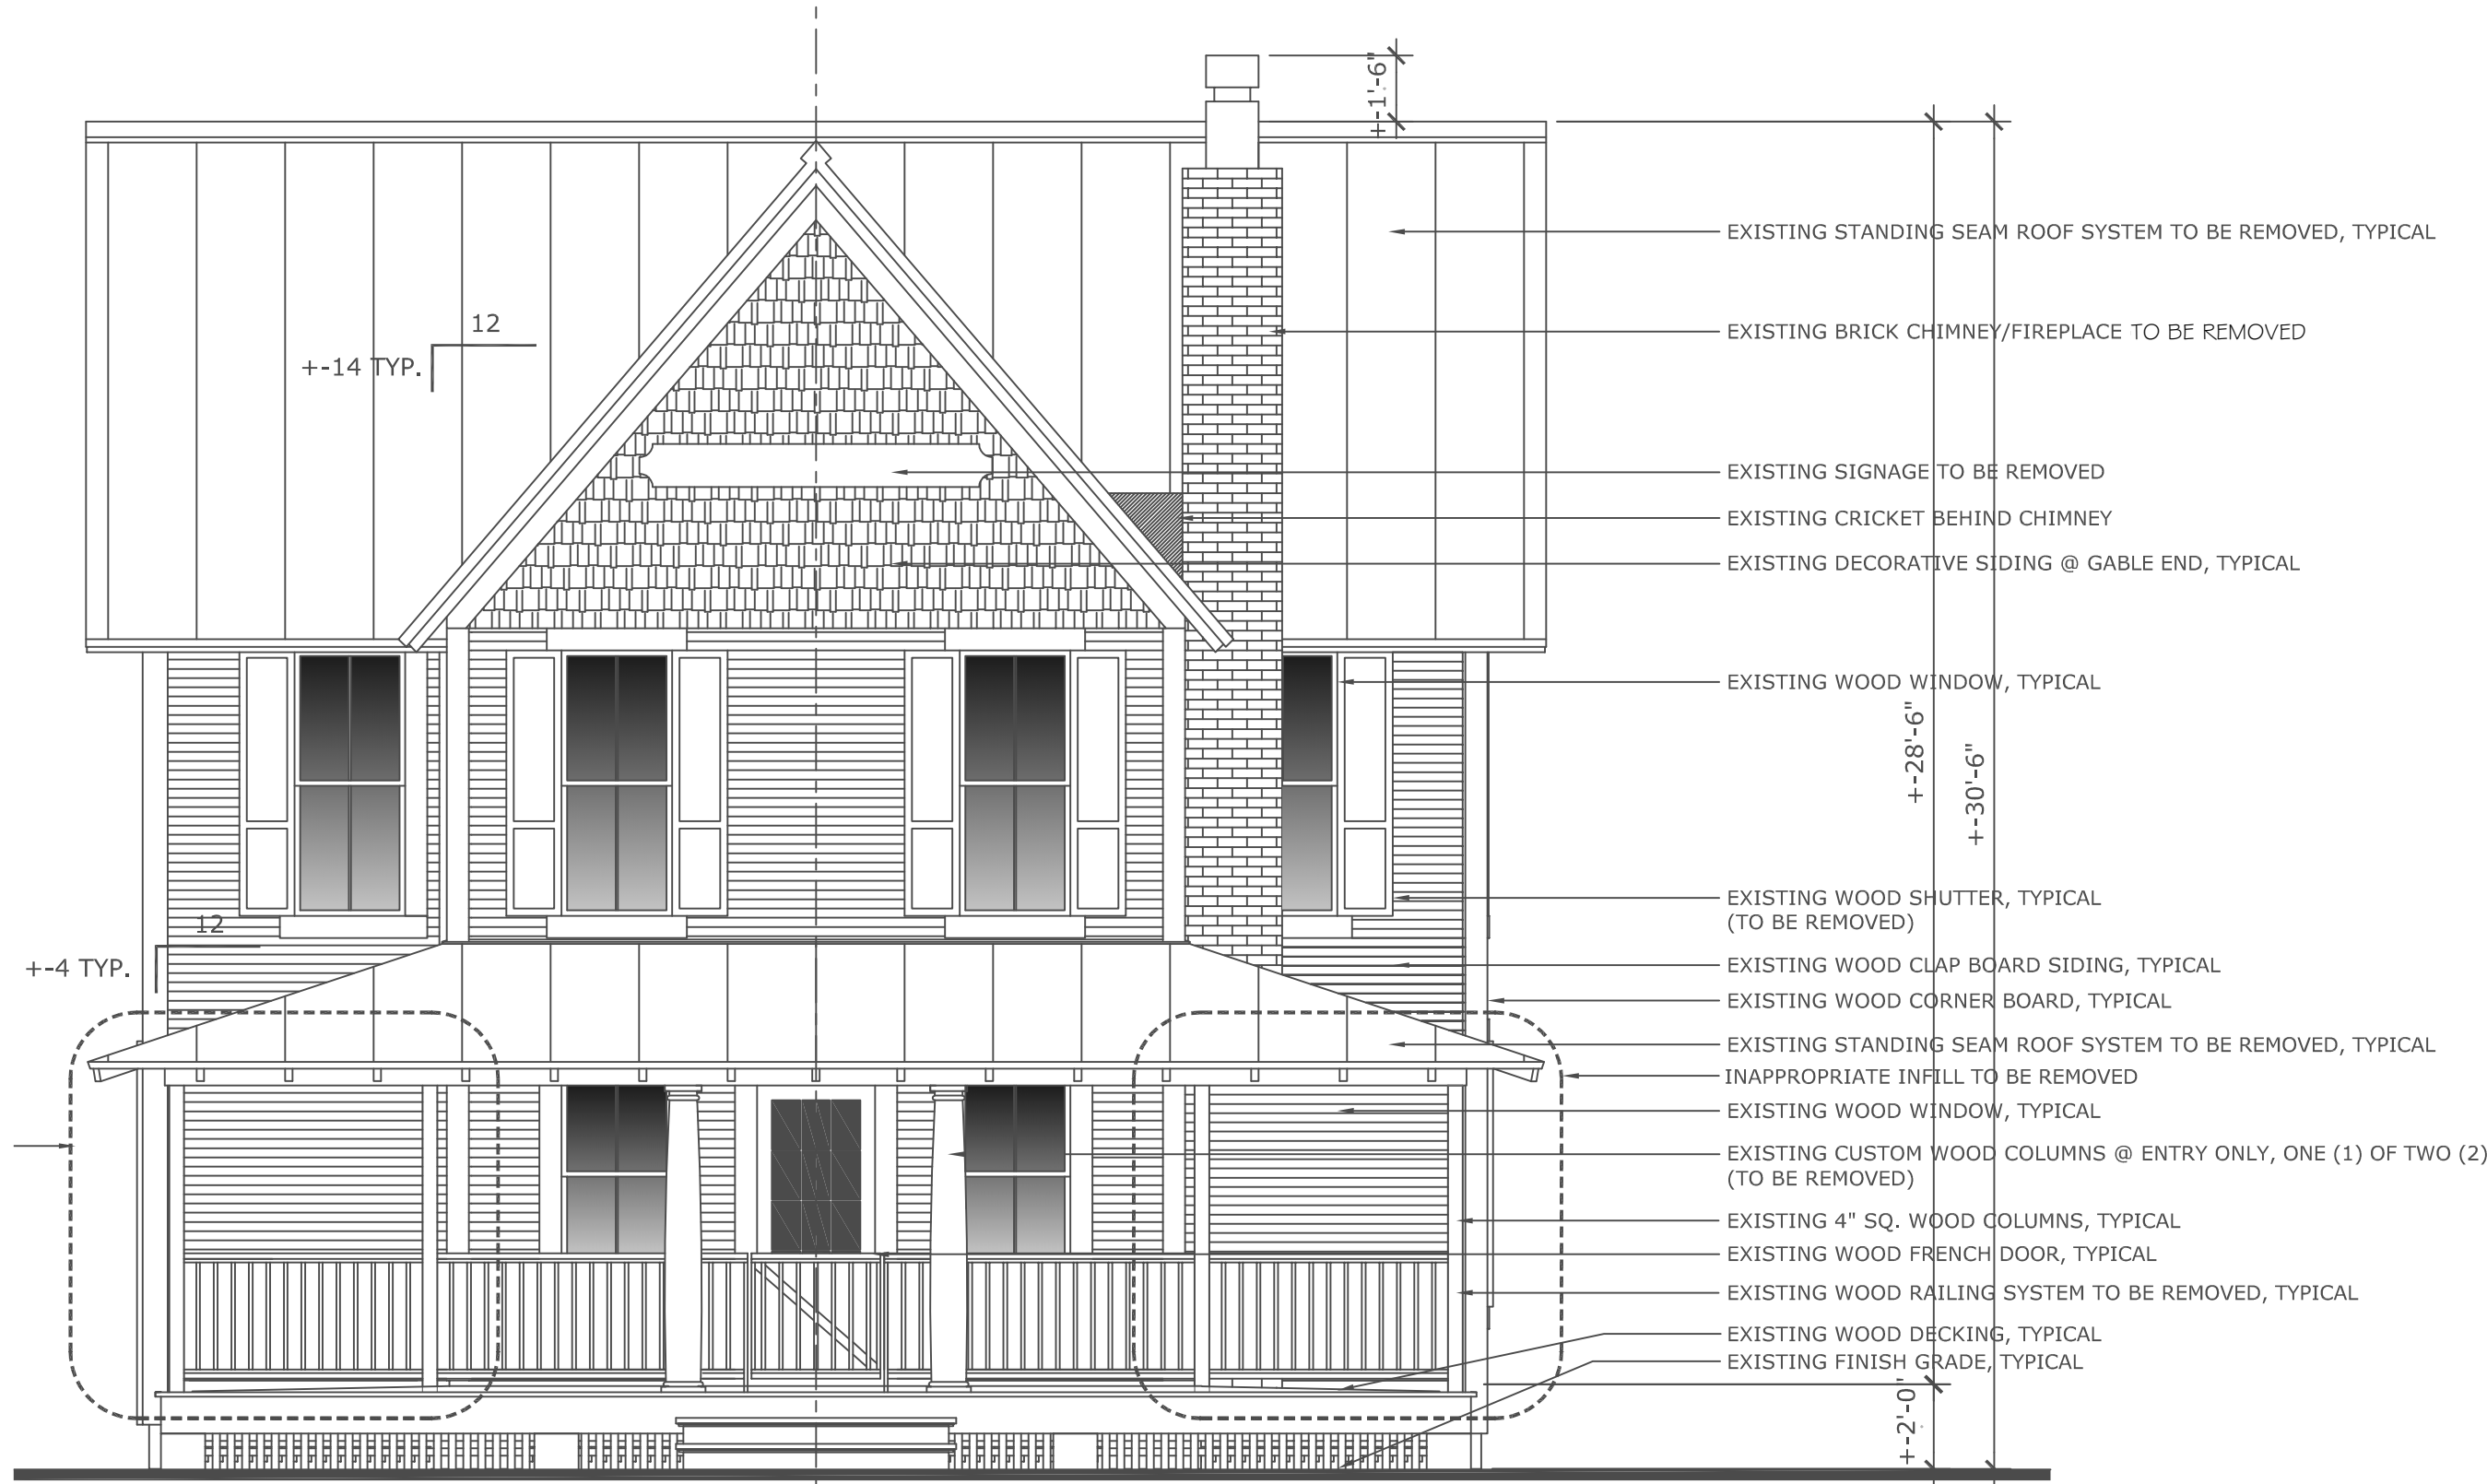 +-1'-6"
EXISTING STANDING SEAM ROOF SYSTEM TO BE REMOVED, TYPICAL
12
+-14 TYP.
EXISTING BRICK CHIMNEY/FIREPLACE TO BE REMOVED
EXISTING SIGNAGE TO BE REMOVED
EXISTING CRICKET BEHIND CHIMNEY
EXISTING DECORATIVE SIDING @ GABLE END, TYPICAL
EXISTING WOOD WINDOW, TYPICAL
+-28'-6"
+-30'-6"
EXISTING WOOD SHUTTER, TYPICAL
(TO BE REMOVED)
12
+-4 TYP.
EXISTING WOOD CLAP BOARD SIDING, TYPICAL
EXISTING WOOD CORNER BOARD, TYPICAL
EXISTING STANDING SEAM ROOF SYSTEM TO BE REMOVED, TYPICAL
INAPPROPRIATE INFILL TO BE REMOVED
EXISTING WOOD WINDOW, TYPICAL
EXISTING CUSTOM WOOD COLUMNS @ ENTRY ONLY, ONE (1) OF TWO (2)
(TO BE REMOVED)
EXISTING 4" SQ. WOOD COLUMNS, TYPICAL
EXISTING WOOD FRENCH DOOR, TYPICAL
EXISTING WOOD RAILING SYSTEM TO BE REMOVED, TYPICAL
EXISTING WOOD DECKING, TYPICAL
EXISTING FINISH GRADE, TYPICAL
+-2'-0"